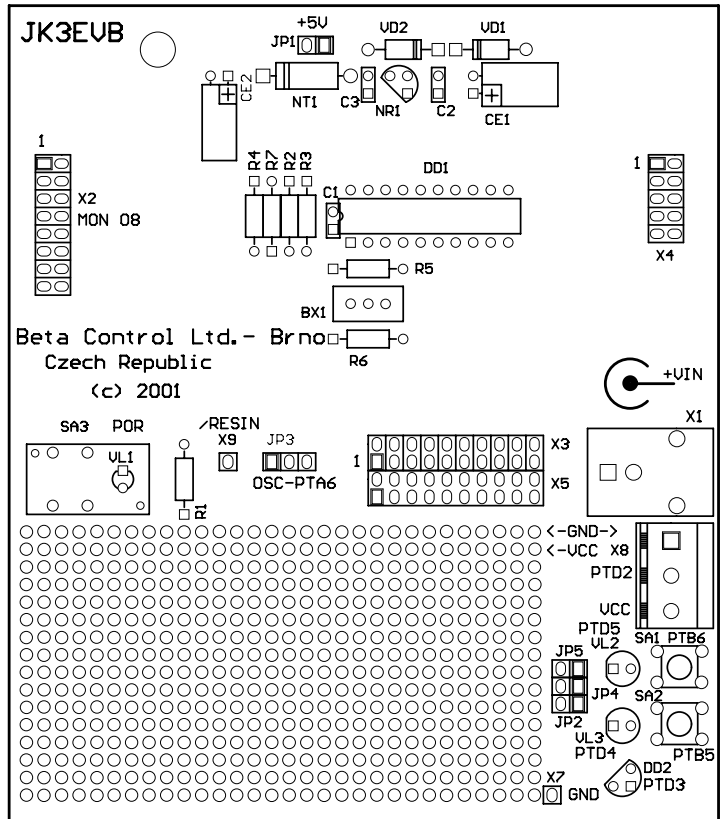 JK3EVB
+5V
JP1
VD2
VD1
CE2
NT1
C3
NR1
C2
CE1
1
X2
MON 08
R4
R7
R2
R3
C1
DD1
1
X4
R5
BX1
R6
Beta Control Ltd.- Brno
Czech Republic
(c) 2001
+VIN
X1
SA3
POR
VL1
R1
/RESIN
X9
JP3
OSC-PTA6
1
X3
X5
<-GND->
<-VCC
X8
PTD2
VCC
PTD5
VL2
SA1
PTB6
JP5
JP4
SA2
JP2
VL3
PTD4
PTB5
DD2
PTD3
X7
GND